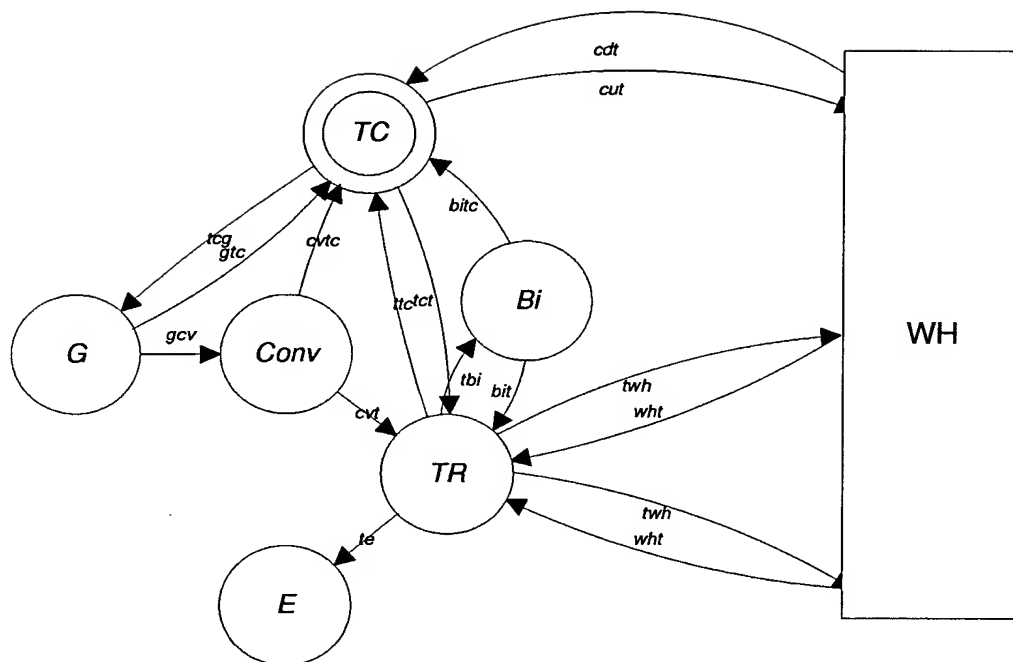 cdt
cut
TC
bitc
tcg
gtc
cvtc
ttc
tct
Bi
gcv
G
Conv
WH
tbi
bit
twh
wht
cvt
TR
twh
wht
te
E